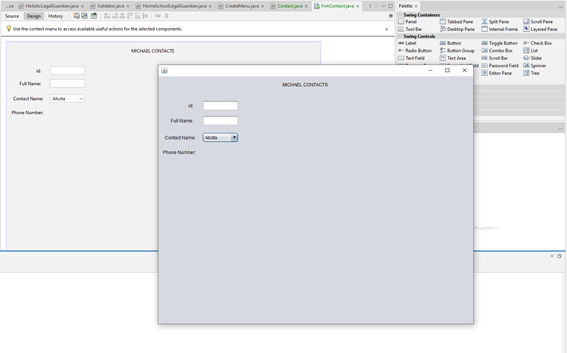 HolisticLegalGuardian.java Validator.java HomeSchoolLegalGuardian.java CreateMenu.java Contact.java FrmContact.java
Palette
Source Design History
Swing Containers
Panel Tabbed Pane Split Pane Scroll Pane
Tool Bar Desktop Pane Internal Frame Layered Pane
Use the context menu to access available useful actions for the selected components.
Swing Controls
Label Button Toggle Button Check Box
Radio Button Button Group Combo Box List
Text Field Text Area Scroll Bar Slider
Password Field Spinner
Editor Pane Tree
MICHAEL CONTACTS
id:
Full Name:
Contact Name: Alicita
Phone Number:
MICHAEL CONTACTS
id:
Full Name:
Contact Name: Alicita
Phone Number: